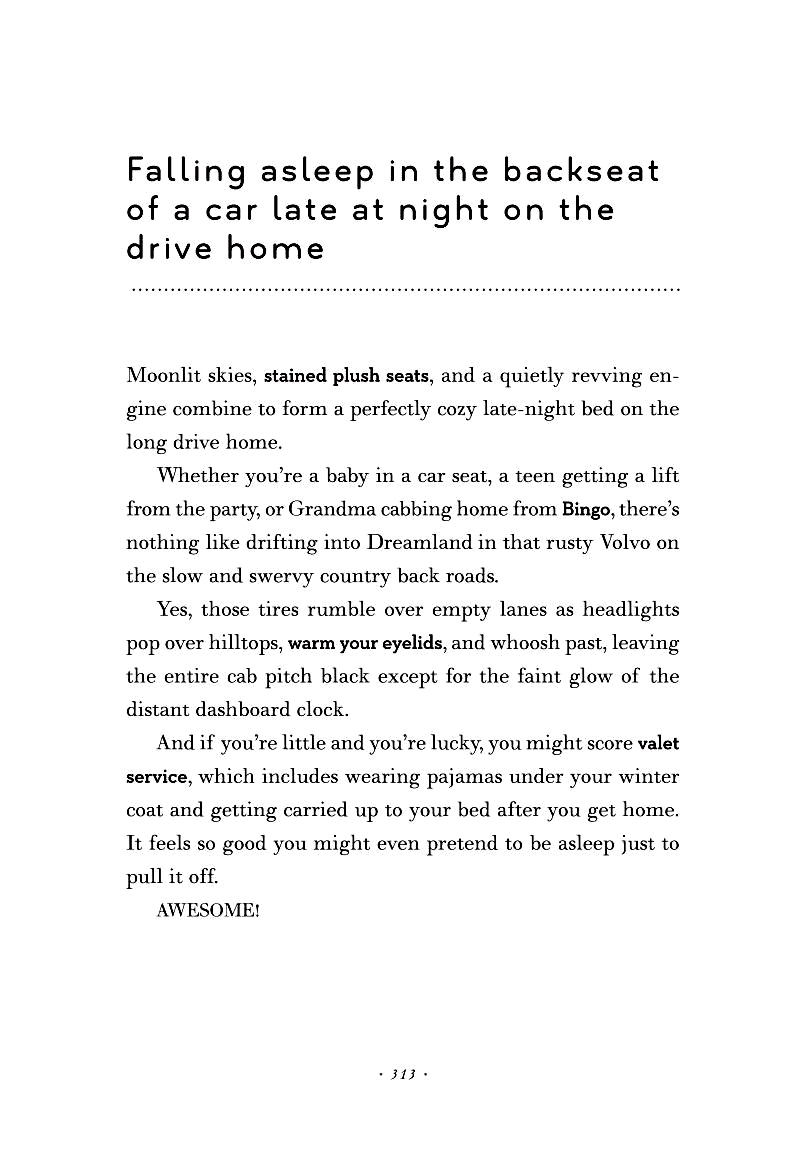 Falling asleep in the backseat
of a car late at night on the
drive home
Moonlit skies, stained plush seats, and a quietly revving en-
gine combine to form a perfectly cozy late-night bed on the
long drive home.
Whether you’re a baby in a car seat, a teen getting a lift
from the party, or Grandma cabbing home from Bingo, there’s
nothing like drifting into Dreamland in that rusty Volvo on
the slow and swervy country back roads.
Yes, those tires rumble over empty lanes as headlights
pop over hilltops, warm your eyelids, and whoosh past, leaving
the entire cab pitch black except for the faint glow of the
distant dashboard clock.
And if you’re little and you’re lucky, you might score valet
service, which includes wearing pajamas under your winter
coat and getting carried up to your bed after you get home.
It feels so good you might even pretend to be asleep just to
pull it off.
AWESOME!
· 313 ·